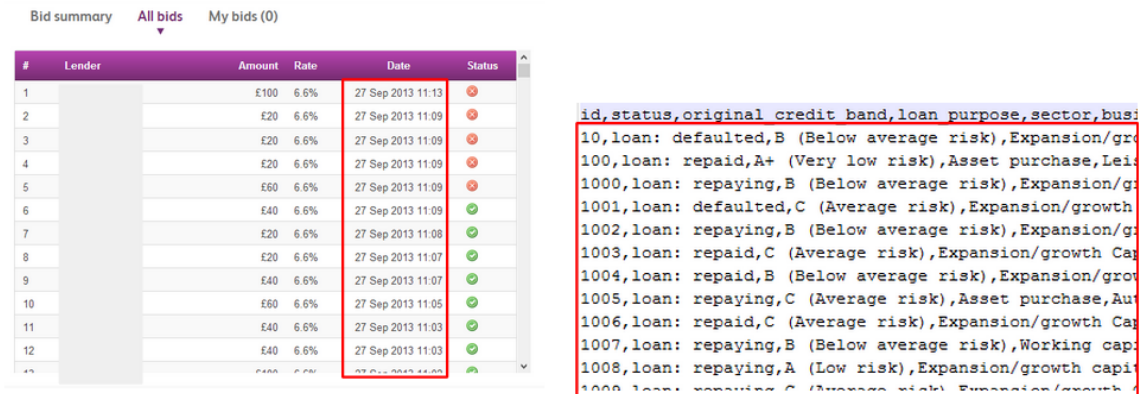 Bid summary All bids My bids (0)
# Lender Amount Rate Date Status
1 £100 6.6% 27 Sep 2013 11:13
2 £20 6.6% 27 Sep 2013 11:09
3 £20 6.6% 27 Sep 2013 11:09
4 £20 6.6% 27 Sep 2013 11:09
5 £60 6.6% 27 Sep 2013 11:09
6 £40 6.6% 27 Sep 2013 11:09
7 £20 6.6% 27 Sep 2013 11:08
8 £20 6.6% 27 Sep 2013 11:07
9 £40 6.6% 27 Sep 2013 11:07
10 £60 6.6% 27 Sep 2013 11:05
11 £40 6.6% 27 Sep 2013 11:03
12 £40 6.6% 27 Sep 2013 11:03
id,status,original_credit_band,loan_purpose,sector,busi
10,loan: defaulted,B (Below average risk),Expansion/gro
100,loan: repaid,A+ (Very low risk),Asset purchase,Leis
1000,loan: repaying,B (Below average risk),Expansion/g
1001,loan: defaulted,C (Average risk),Expansion/growth
1002,loan: repaying,B (Below average risk),Expansion/g
1003,loan: repaid,C (Average risk),Expansion/growth Cap
1004,loan: repaid,B (Below average risk),Expansion/grow
1005,loan: repaying,C (Average risk),Asset purchase,Aut
1006,loan: repaid,C (Average risk),Expansion/growth Cap
1007,loan: repaying,B (Below average risk),Working capi
1008,loan: repaying,A (Low risk),Expansion/growth capit